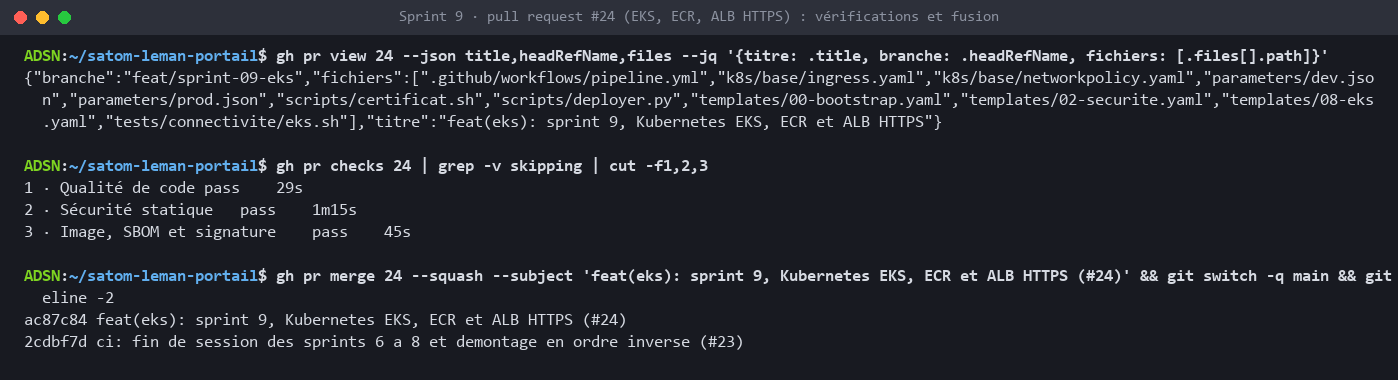 Sprint 9 · pull request #24 (EKS, ECR, ALB HTTPS) : vérifications et fusion
ADSN:~/satom-leman-portail$ gh pr view 24 --json title,headRefName,files --jq '{titre: .title, branche: .headRefName, fichiers: [.files[].path]}'
{"branche":"feat/sprint-09-eks","fichiers":[".github/workflows/pipeline.yml","k8s/base/ingress.yaml","k8s/base/networkpolicy.yaml","parameters/dev.jso
n","parameters/prod.json","scripts/certificat.sh","scripts/deployer.py","templates/00-bootstrap.yaml","templates/02-securite.yaml","templates/08-eks
.yaml","tests/connectivite/eks.sh"],"titre":"feat(eks): sprint 9, Kubernetes EKS, ECR et ALB HTTPS"}
ADSN:~/satom-leman-portail$ gh pr checks 24 | grep -v skipping | cut -f1,2,3
1 · Qualité de code pass    29s
2 · Sécurité statique   pass    1m15s
3 · Image, SBOM et signature    pass    45s
ADSN:~/satom-leman-portail$ gh pr merge 24 --squash --subject 'feat(eks): sprint 9, Kubernetes EKS, ECR et ALB HTTPS (#24)' && git switch -q main && git
eline -2
ac87c84 feat(eks): sprint 9, Kubernetes EKS, ECR et ALB HTTPS (#24)
2cdbf7d ci: fin de session des sprints 6 a 8 et demontage en ordre inverse (#23)